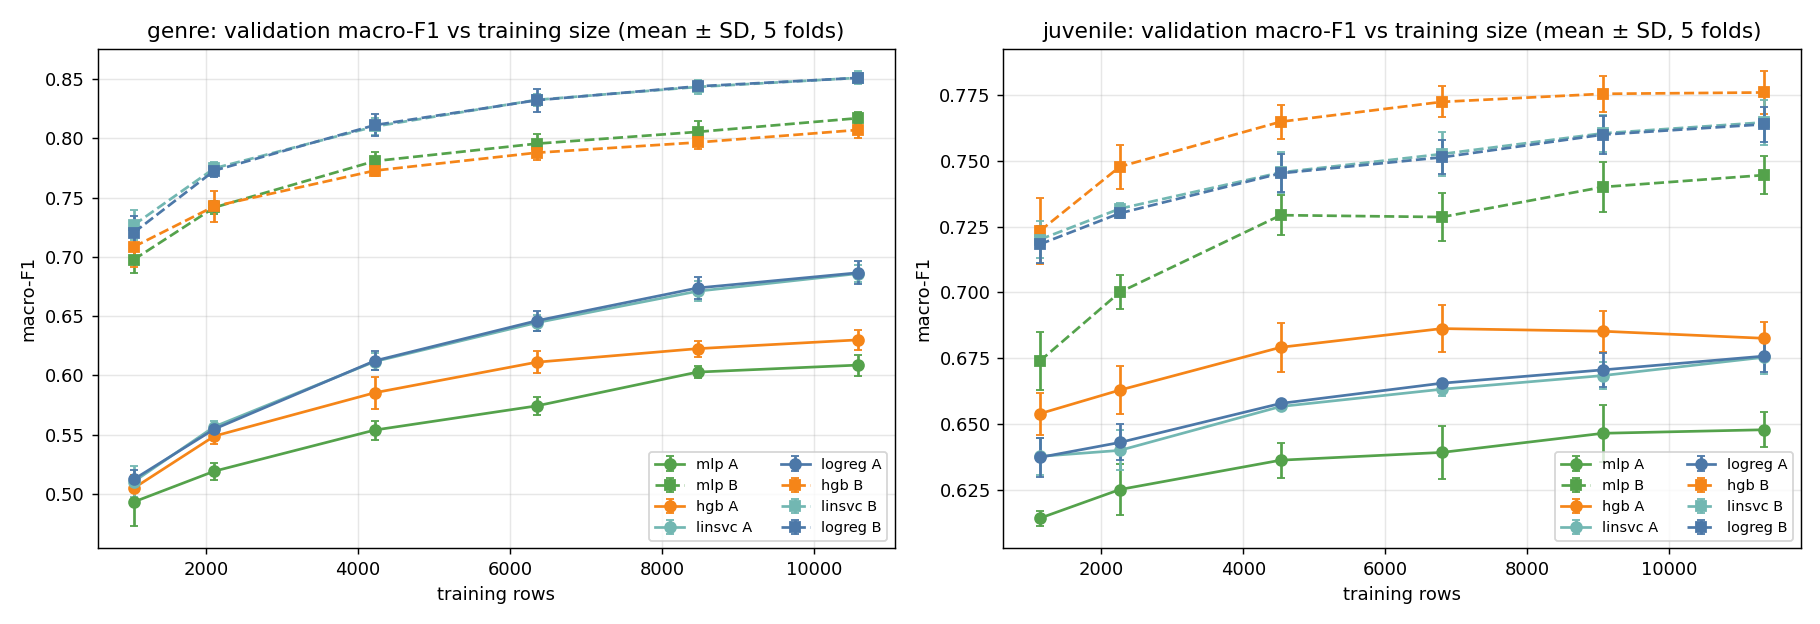 genre: validation macro-F1 vs training size (mean ± SD, 5 folds)
macro-F1
0.85
0.80
0.75
0.70
0.65
0.60
0.55
0.50
2000
4000
6000
8000
10000
training rows
mlp A
mlp B
hgb A
linsvc A
logreg A
hgb B
linsvc B
logreg B
juvenile: validation macro-F1 vs training size (mean ± SD, 5 folds)
macro-F1
0.775
0.750
0.725
0.700
0.675
0.650
0.625
2000
4000
6000
8000
10000
training rows
mlp A
mlp B
hgb A
linsvc A
logreg A
hgb B
linsvc B
logreg B